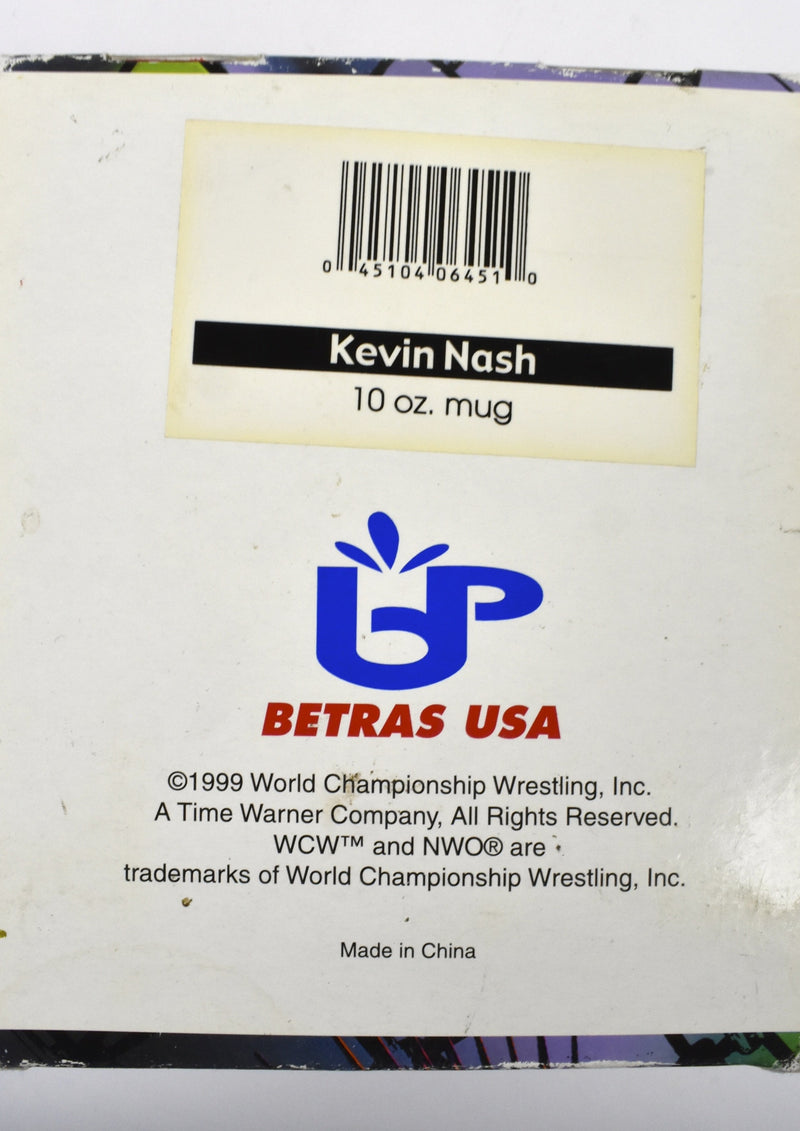 0 45104 06451 0
Kevin Nash
10 oz. mug
bp
BETRAS USA
©1999 World Championship Wrestling, Inc.
A Time Warner Company, All Rights Reserved.
WCW™ and NWO® are
trademarks of World Championship Wrestling, Inc.
Made in China